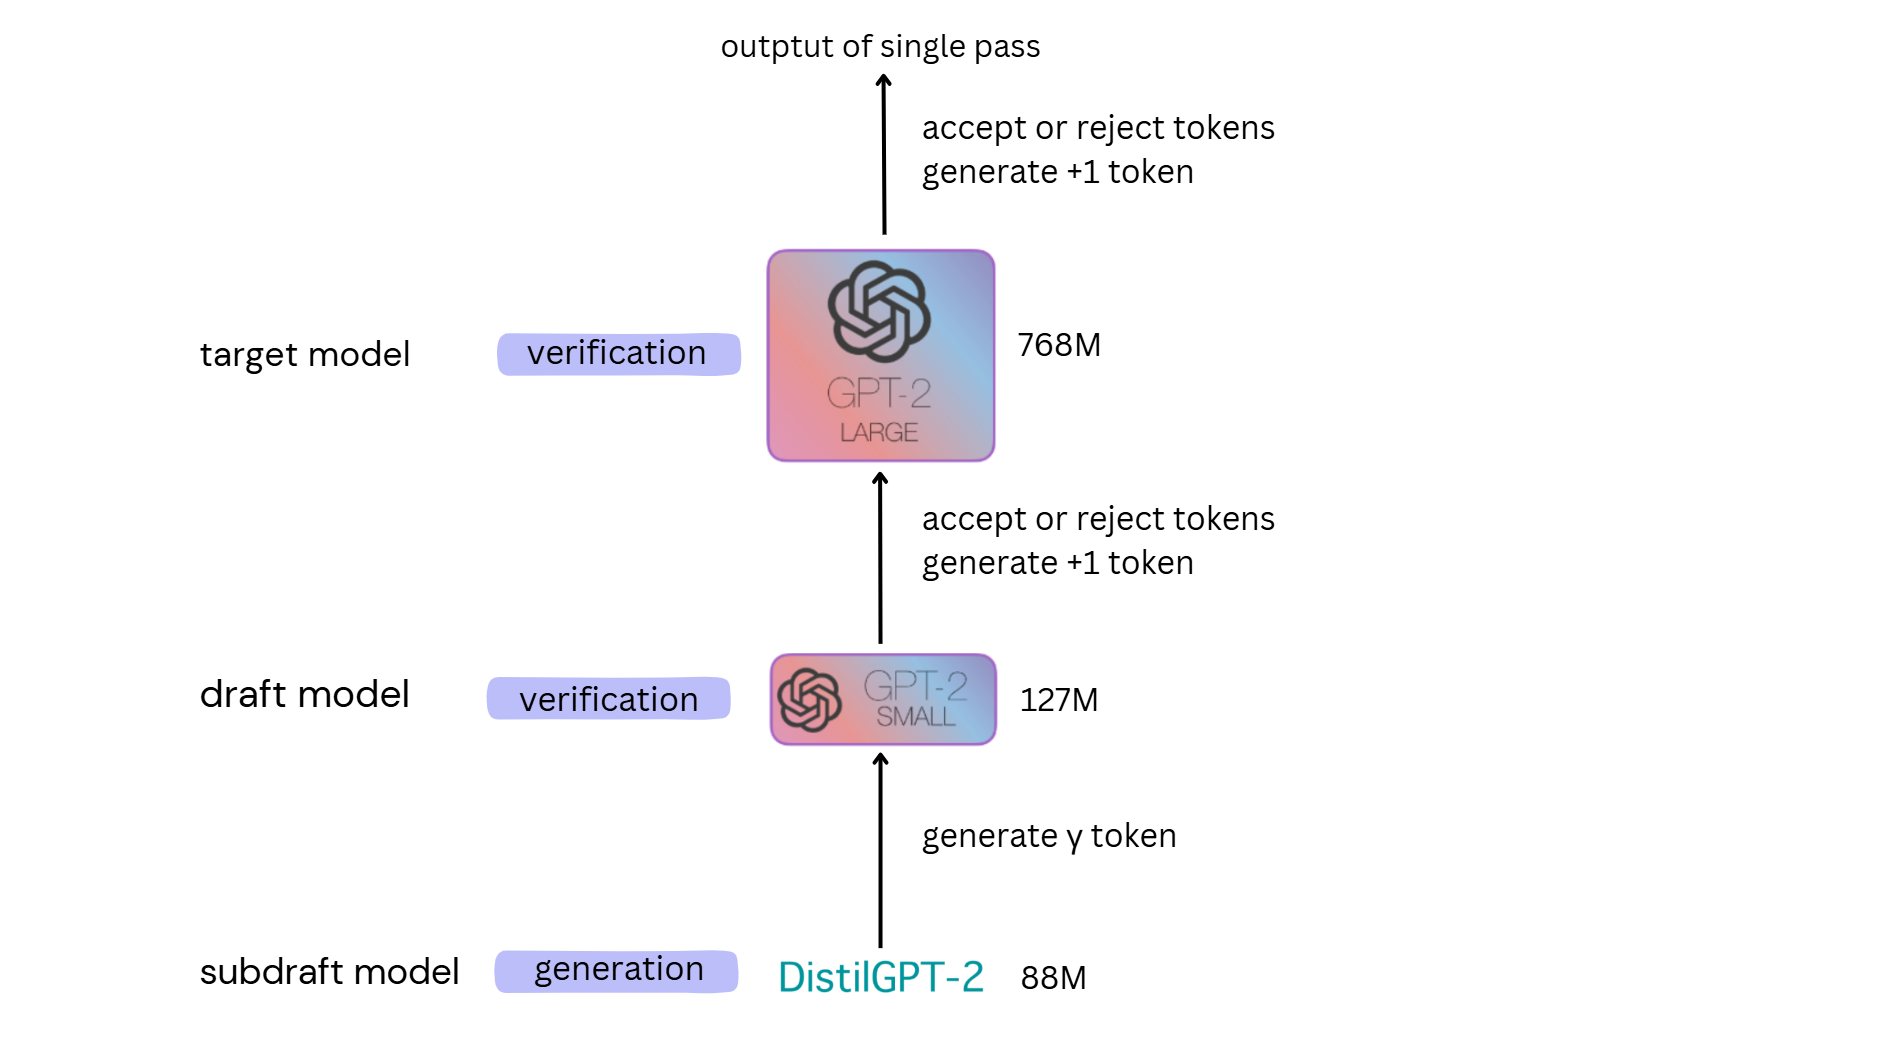 outptut of single pass
accept or reject tokens
generate +1 token
target model
verification
GPT-2
LARGE
768M
accept or reject tokens
generate +1 token
draft model
verification
GPT-2
SMALL
127M
generate γ token
subdraft model
generation
DistilGPT-2
88M